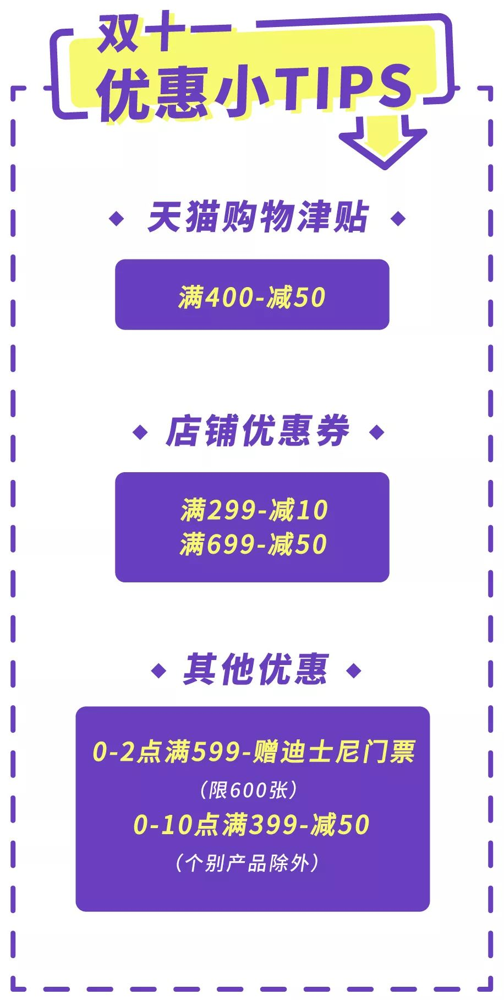 双十一
优惠小TIPS
天猫购物津贴
满400-减50
店铺优惠券
满299-减10
满699-减50
其他优惠
0-2点满599-赠迪士尼门票
（限600张）
0-10点满399-减50
（个别产品除外）